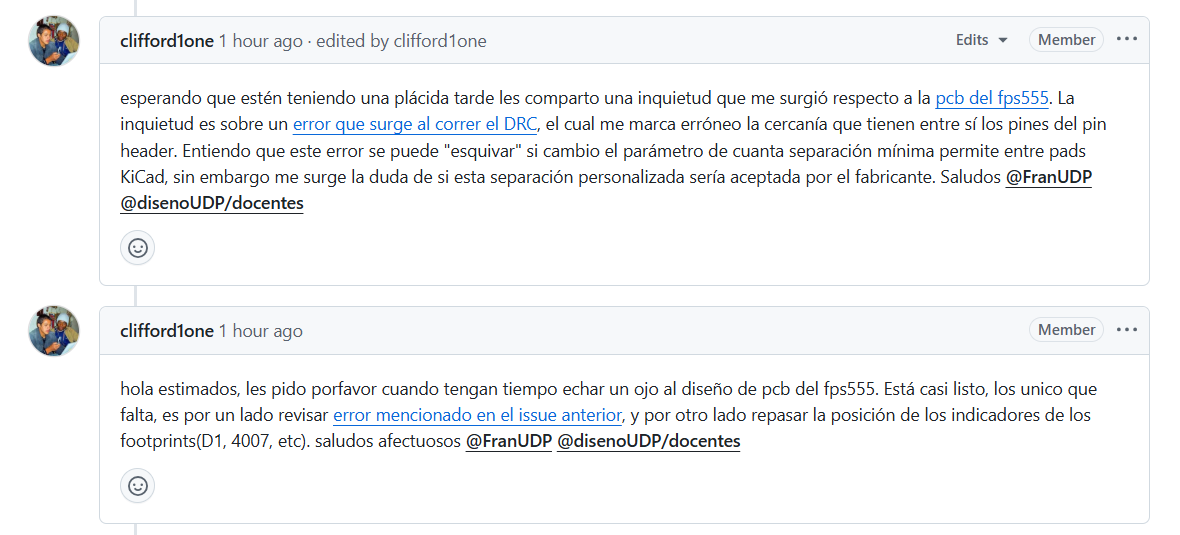 clifford1one 1 hour ago · edited by clifford1one Edits Member
esperando que estén teniendo una plácida tarde les comparto una inquietud que me surgió respecto a la pcb del fps555. La
inquietud es sobre un error que surge al correr el DRC, el cual me marca erróneo la cercanía que tienen entre sí los pines del pin
header. Entiendo que este error se puede "esquivar" si cambio el parámetro de cuanta separación mínima permite entre pads
KiCad, sin embargo me surge la duda de si esta separación personalizada sería aceptada por el fabricante. Saludos @FranUDP
@disenoUDP/docentes
clifford1one 1 hour ago Member
hola estimados, les pido porfavor cuando tengan tiempo echar un ojo al diseño de pcb del fps555. Está casi listo, los unico que
falta, es por un lado revisar error mencionado en el issue anterior, y por otro lado repasar la posición de los indicadores de los
footprints(D1, 4007, etc). saludos afectuosos @FranUDP @disenoUDP/docentes